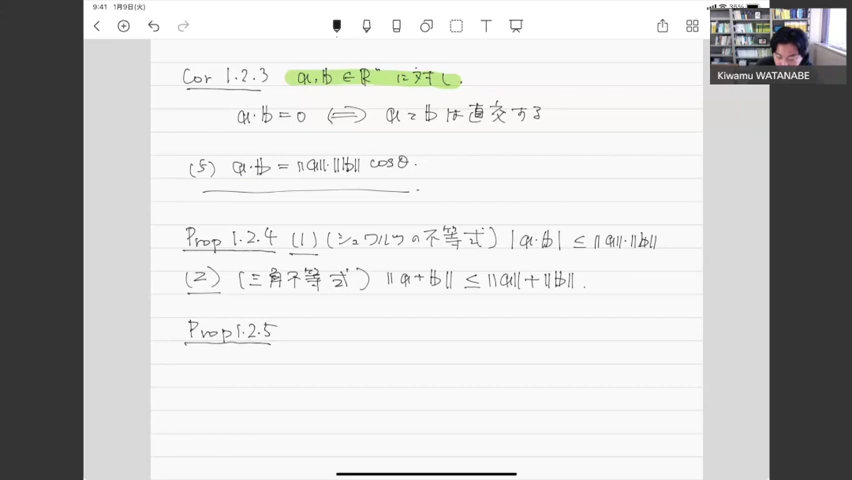 9:41 1月9日(火)
35%
Kiwamu WATANABE
Cor 1.2.3 a, b ∈ ℝⁿ に対し.
a・b = 0 ⟺ a と b は直交する
(5) a・b = ||a||・||b|| cosθ.
Prop 1.2.4 (1) (シュワルツの不等式) |a・b| ≤ ||a||・||b||
(2) (三角不等式) ||a+b|| ≤ ||a||+||b||.
Prop 1.2.5